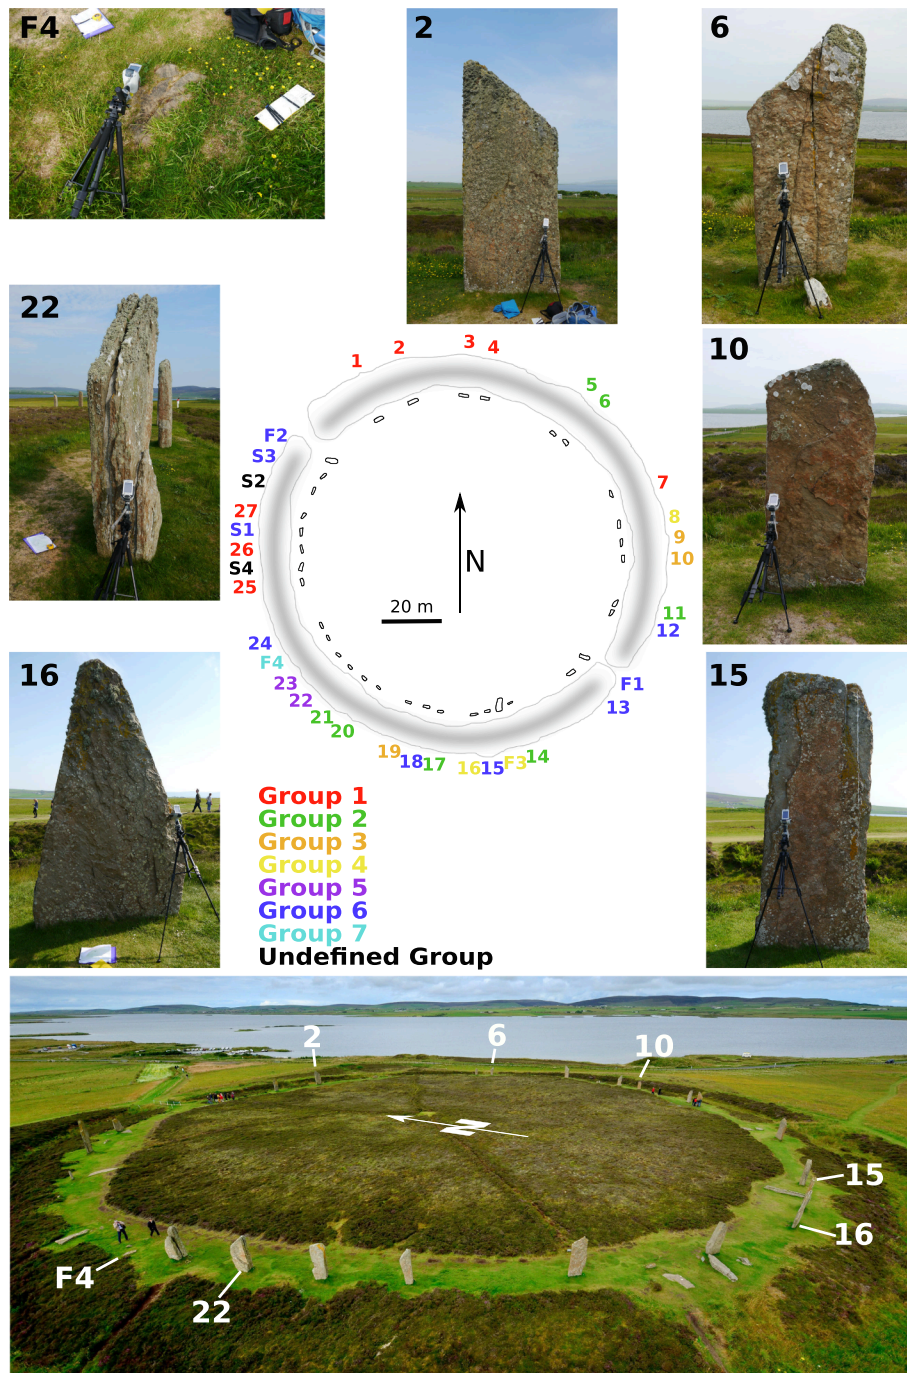 F4
2
6
22
10
16
15
1
2
3
4
5
6
7
8
9
10
11
12
F1
13
14
F3
15
16
17
18
19
20
21
22
23
F4
24
25
S4
26
S1
27
S2
S3
F2
N
20 m
Group 1
Group 2
Group 3
Group 4
Group 5
Group 6
Group 7
Undefined Group
2
6
10
N
15
16
F4
22